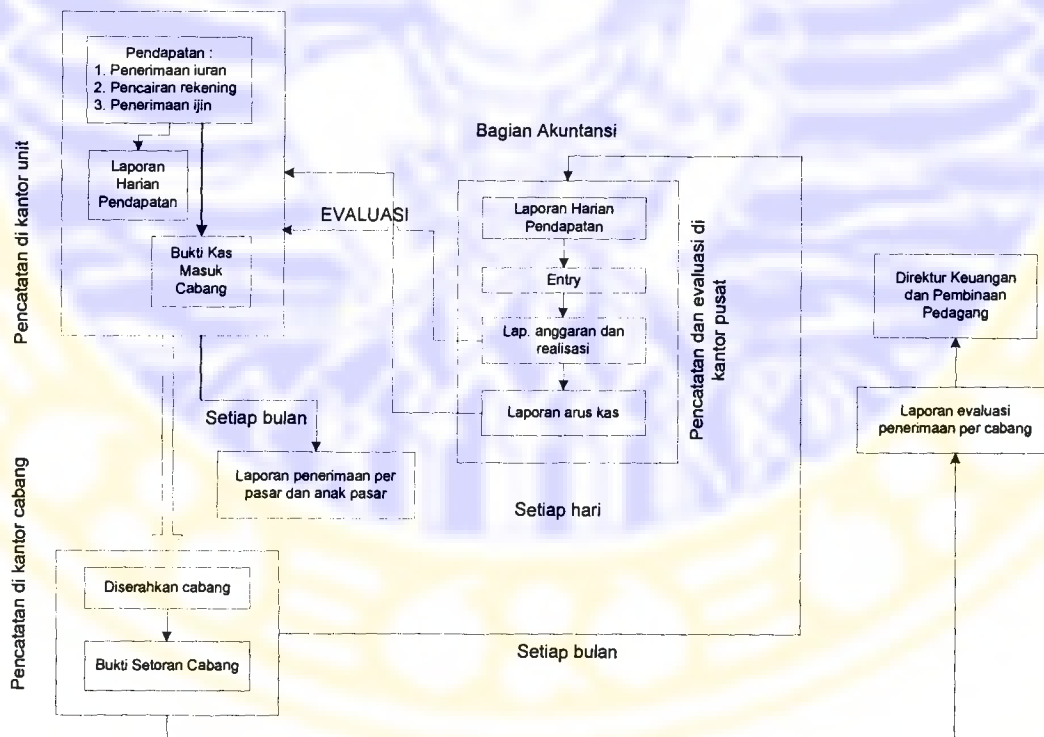 Pencatatan di kantor unit
Pendapatan :
1. Penerimaan iuran
2. Pencairan rekening
3. Penerimaan ijin
Laporan
Harian
Pendapatan
Bukti Kas
Masuk
Cabang
EVALUASI
Bagian Akuntansi
Laporan Harian
Pendapatan
Entry
Lap. anggaran dan
realisasi
Laporan arus kas
Pencatatan dan evaluasi di
kantor pusat
Direktur Keuangan
dan Pembinaan
Pedagang
Laporan evaluasi
penerimaan per cabang
Setiap bulan
Laporan penerimaan per
pasar dan anak pasar
Setiap hari
Pencatatan di kantor cabang
Diserahkan cabang
Bukti Setoran Cabang
Setiap bulan